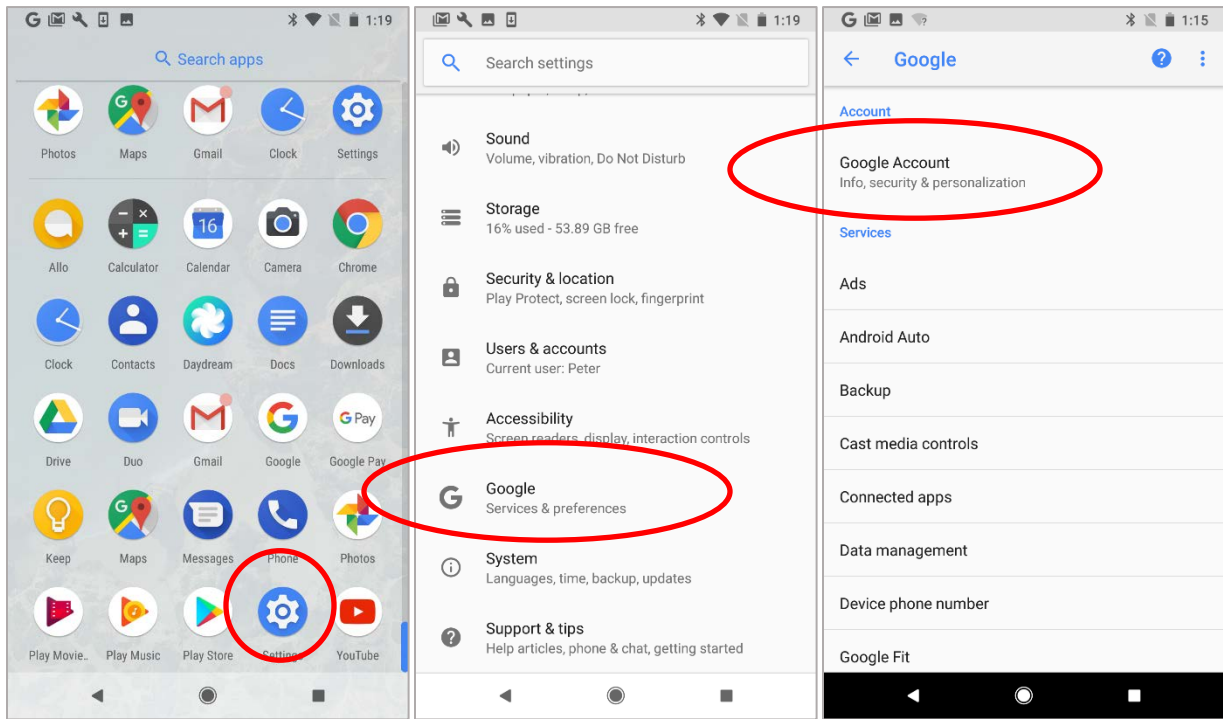 1:19
Search apps
Photos Maps Gmail Clock Settings
Allo Calculator Calendar Camera Chrome
16
Clock Contacts Daydream Docs Downloads
G Pay
Drive Duo Gmail Google Google Pay
Keep Maps Messages Phone Photos
Play Movie.. Play Music Play Store Settings YouTube
1:19
Search settings
Sound
Volume, vibration, Do Not Disturb
Storage
16% used - 53.89 GB free
Security & location
Play Protect, screen lock, fingerprint
Users & accounts
Current user: Peter
Accessibility
Screen readers, display, interaction controls
Google
Services & preferences
System
Languages, time, backup, updates
Support & tips
Help articles, phone & chat, getting started
1:15
Google
Account
Google Account
Info, security & personalization
Services
Ads
Android Auto
Backup
Cast media controls
Connected apps
Data management
Device phone number
Google Fit